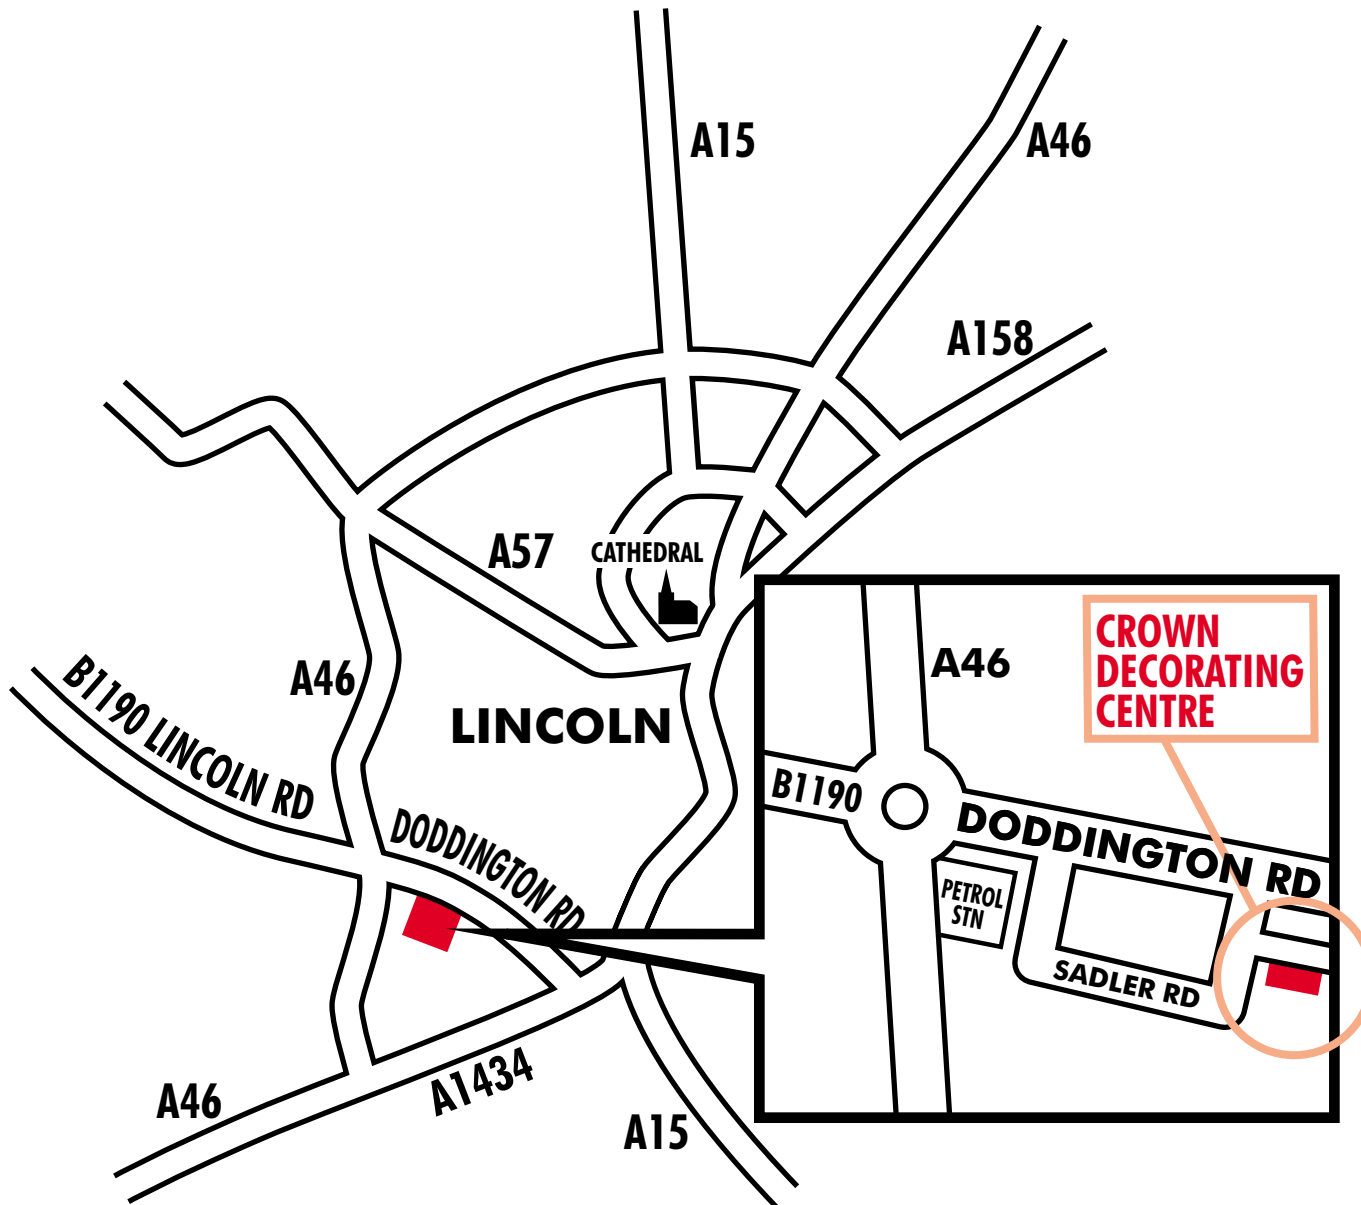 A15
A46
A158
A57
CATHEDRAL
A46
B1190 LINCOLN RD
LINCOLN
DODDINGTON RD
A46
A1434
A15
A46
CROWN
DECORATING
CENTRE
B1190
DODDINGTON RD
PETROL
STN
SADLER RD